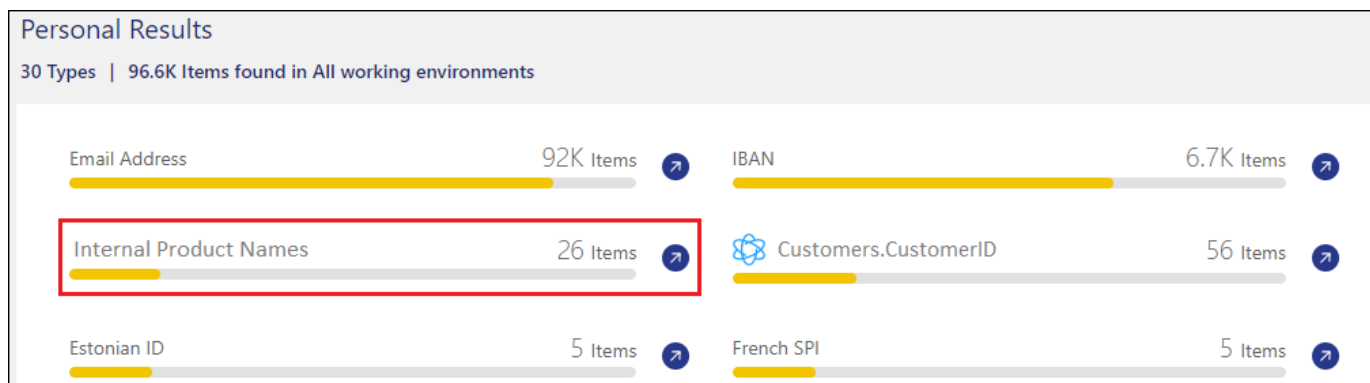 Personal Results
30 Types | 96.6K Items found in All working environments
Email Address 92K Items
IBAN 6.7K Items
Internal Product Names 26 Items
Customers.CustomerID 56 Items
Estonian ID 5 Items
French SPI 5 Items